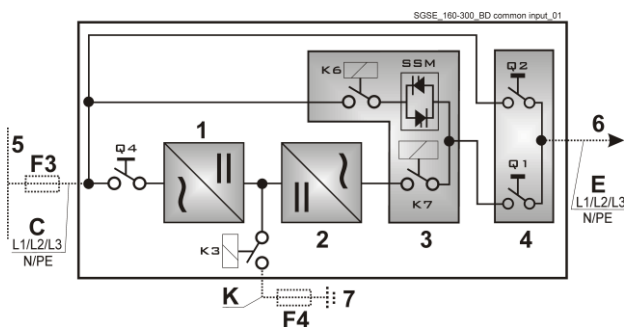 SGSE_160-300_BD common input_01
K6
SSM
Q2
5
F3
Q4
1
6
Q1
E
L1/L2/L3
N/PE
C
L1/L2/L3
N/PE
K7
2
3
4
K3
K
7
F4